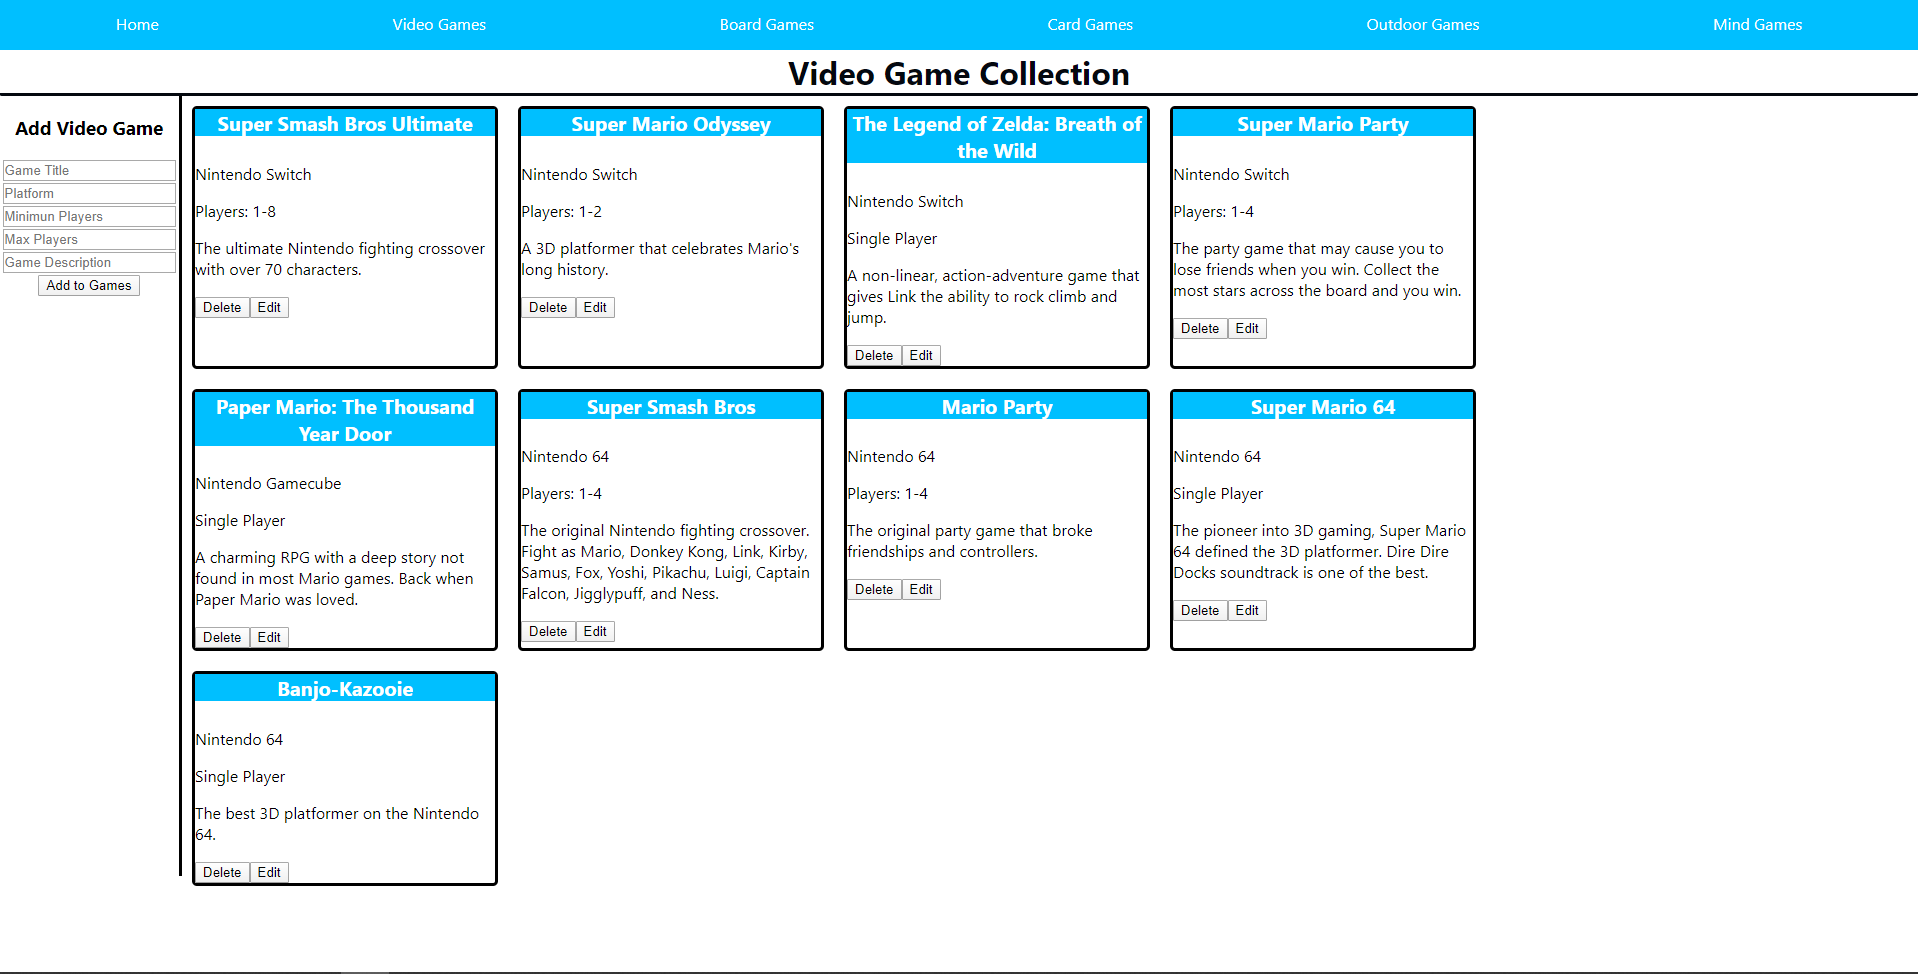 Home
Video Games
Board Games
Card Games
Outdoor Games
Mind Games
Video Game Collection
Add Video Game
Game Title
Platform
Minimun Players
Max Players
Game Description
Add to Games
Super Smash Bros Ultimate
Nintendo Switch
Players: 1-8
The ultimate Nintendo fighting crossover
with over 70 characters.
Delete
Edit
Super Mario Odyssey
Nintendo Switch
Players: 1-2
A 3D platformer that celebrates Mario's
long history.
Delete
Edit
The Legend of Zelda: Breath of
the Wild
Nintendo Switch
Single Player
A non-linear, action-adventure game that
gives Link the ability to rock climb and
jump.
Delete
Edit
Super Mario Party
Nintendo Switch
Players: 1-4
The party game that may cause you to
lose friends when you win. Collect the
most stars across the board and you win.
Delete
Edit
Paper Mario: The Thousand
Year Door
Nintendo Gamecube
Single Player
A charming RPG with a deep story not
found in most Mario games. Back when
Paper Mario was loved.
Delete
Edit
Super Smash Bros
Nintendo 64
Players: 1-4
The original Nintendo fighting crossover.
Fight as Mario, Donkey Kong, Link, Kirby,
Samus, Fox, Yoshi, Pikachu, Luigi, Captain
Falcon, Jigglypuff, and Ness.
Delete
Edit
Mario Party
Nintendo 64
Players: 1-4
The original party game that broke
friendships and controllers.
Delete
Edit
Super Mario 64
Nintendo 64
Single Player
The pioneer into 3D gaming, Super Mario
64 defined the 3D platformer. Dire Dire
Docks soundtrack is one of the best.
Delete
Edit
Banjo-Kazooie
Nintendo 64
Single Player
The best 3D platformer on the Nintendo
64.
Delete
Edit